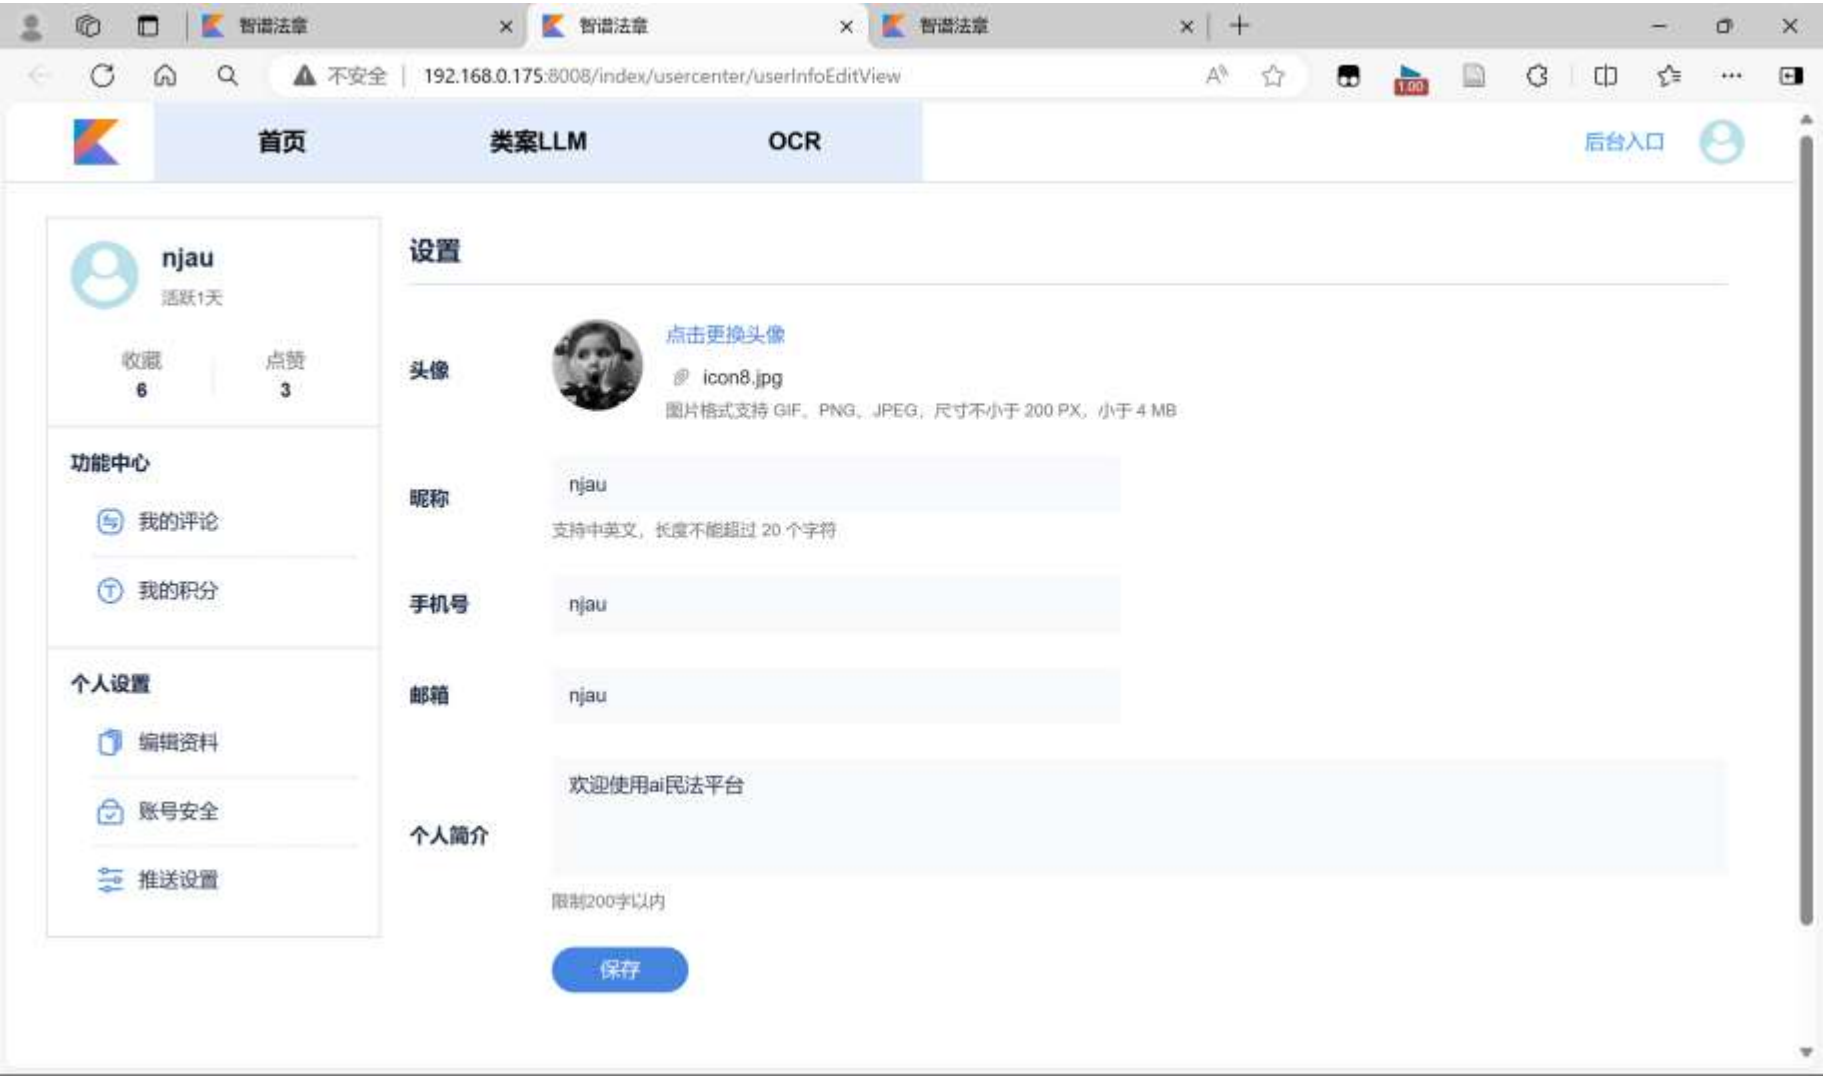 智谱法章
智谱法章
智谱法章
不安全
192.168.0.175:8008/index/usercenter/userInfoEditView
1.00
首页
类案LLM
OCR
后台入口
njau
活跃1天
收藏
点赞
6
3
功能中心
我的评论
我的积分
个人设置
编辑资料
账号安全
推送设置
设置
头像
点击更换头像
icon8.jpg
图片格式支持 GIF、PNG、JPEG，尺寸不小于 200 PX，小于 4 MB
昵称
njau
支持中英文，长度不能超过 20 个字符
手机号
njau
邮箱
njau
个人简介
欢迎使用ai民法平台
限制200字以内
保存